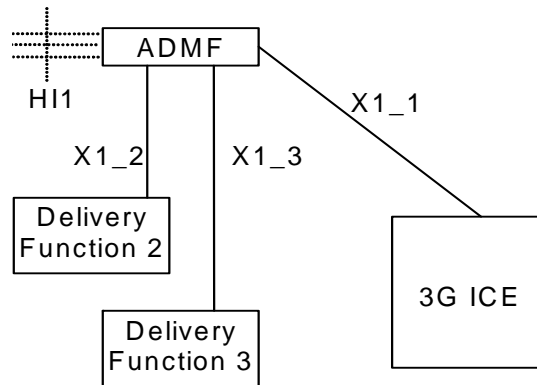 ADMF
HI1
X1_1
X1_2
X1_3
Delivery
Function 2
3G ICE
Delivery
Function 3